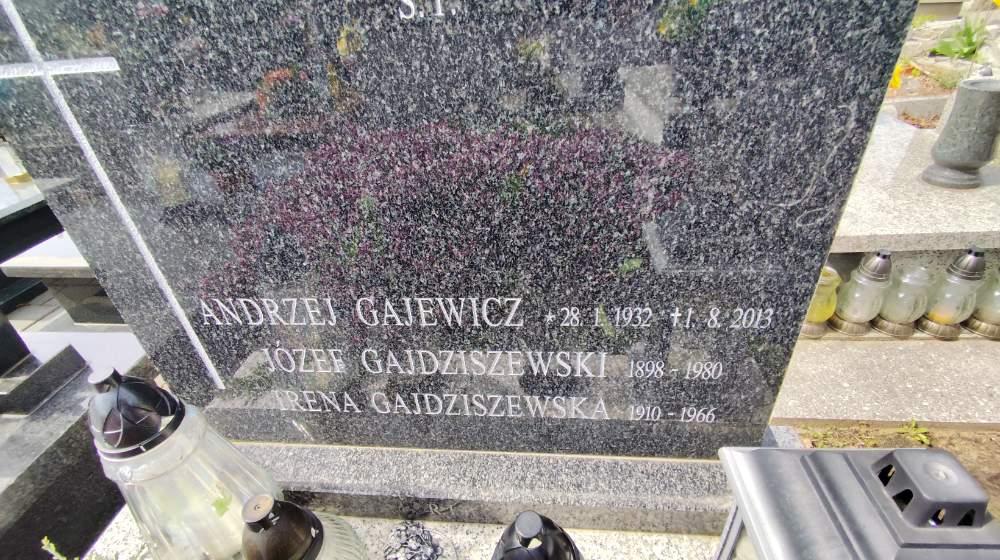 Ś.P.
ANDRZEJ GAJEWICZ * 28. 1. 1932 † 1. 8. 2013
JÓZEF GAJDZISZEWSKI 1898 - 1980
IRENA GAJDZISZEWSKA 1910 - 1966